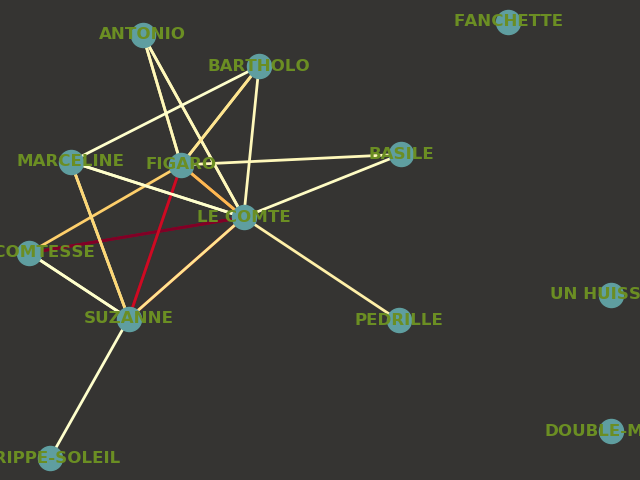 FANCHETTE
ANTONIO
BARTHOLO
BASILE
MARCELINE
FIGARO
LE COMTE
COMTESSE
UN HUISS
SUZANNE
PEDRILLE
DOUBLE-M
RIPPE-SOLEIL